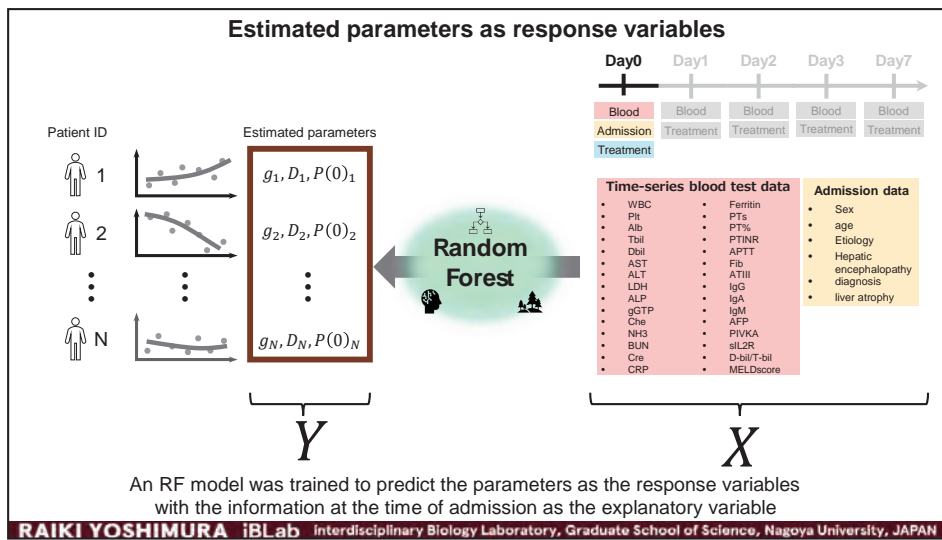 Estimated parameters as response variables
Day0 Day1 Day2 Day3 Day7
Blood Blood Blood Blood Blood
Admission Treatment Treatment Treatment Treatment
Treatment
Patient ID
Estimated parameters
1
g₁, D₁, P(0)₁
2
g₂, D₂, P(0)₂
N
g_N, D_N, P(0)_N
Random
Forest
Time-series blood test data
• WBC
• Plt
• Alb
• Tbil
• Dbil
• AST
• ALT
• LDH
• ALP
• gGTP
• Che
• NH3
• BUN
• Cre
• CRP
• Ferritin
• PTs
• PT%
• PTINR
• APTT
• Fib
• ATIII
• IgG
• IgA
• IgM
• AFP
• PIVKA
• sIL2R
• D-bil/T-bil
• MELDscore
Admission data
• Sex
• age
• Etiology
• Hepatic
encephalopathy
• diagnosis
• liver atrophy
Y
X
An RF model was trained to predict the parameters as the response variables
with the information at the time of admission as the explanatory variable
RAIKI YOSHIMURA iBLab interdisciplinary Biology Laboratory, Graduate School of Science, Nagoya University, JAPAN